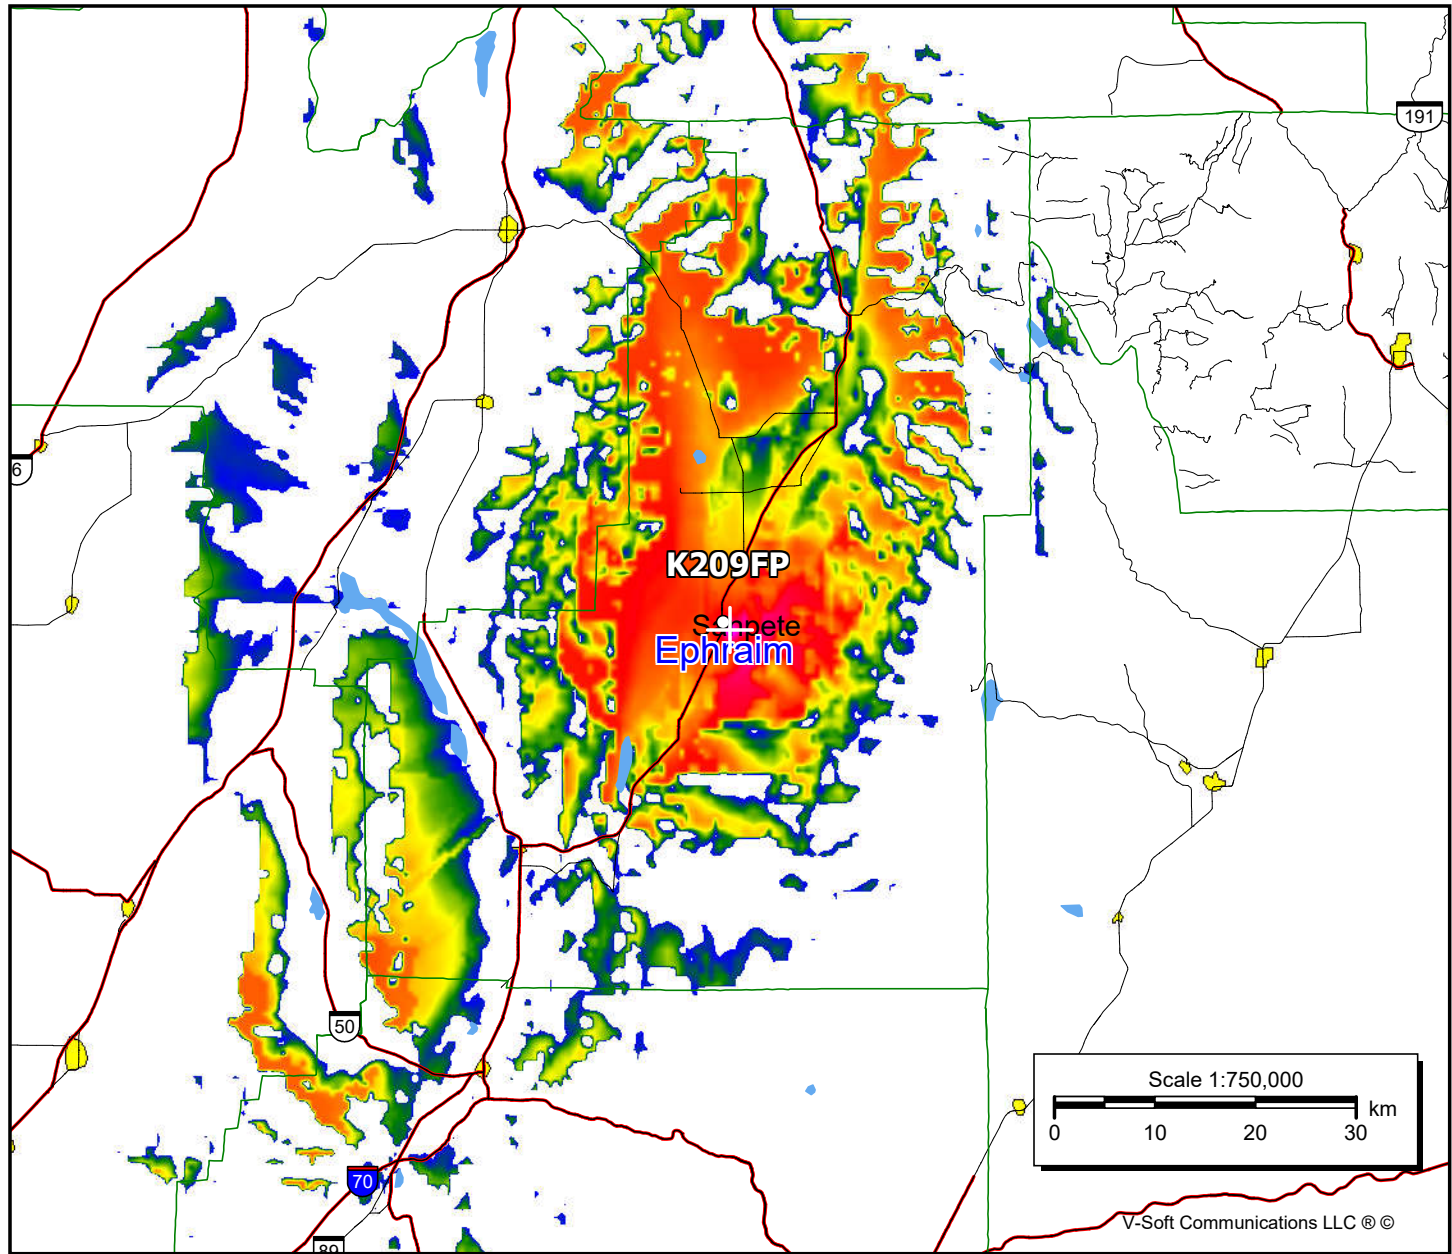 191
6
K209FP
Sanpete
Ephraim
50
Scale 1:750,000
km
0 10 20 30
70
V-Soft Communications LLC ® ©
89